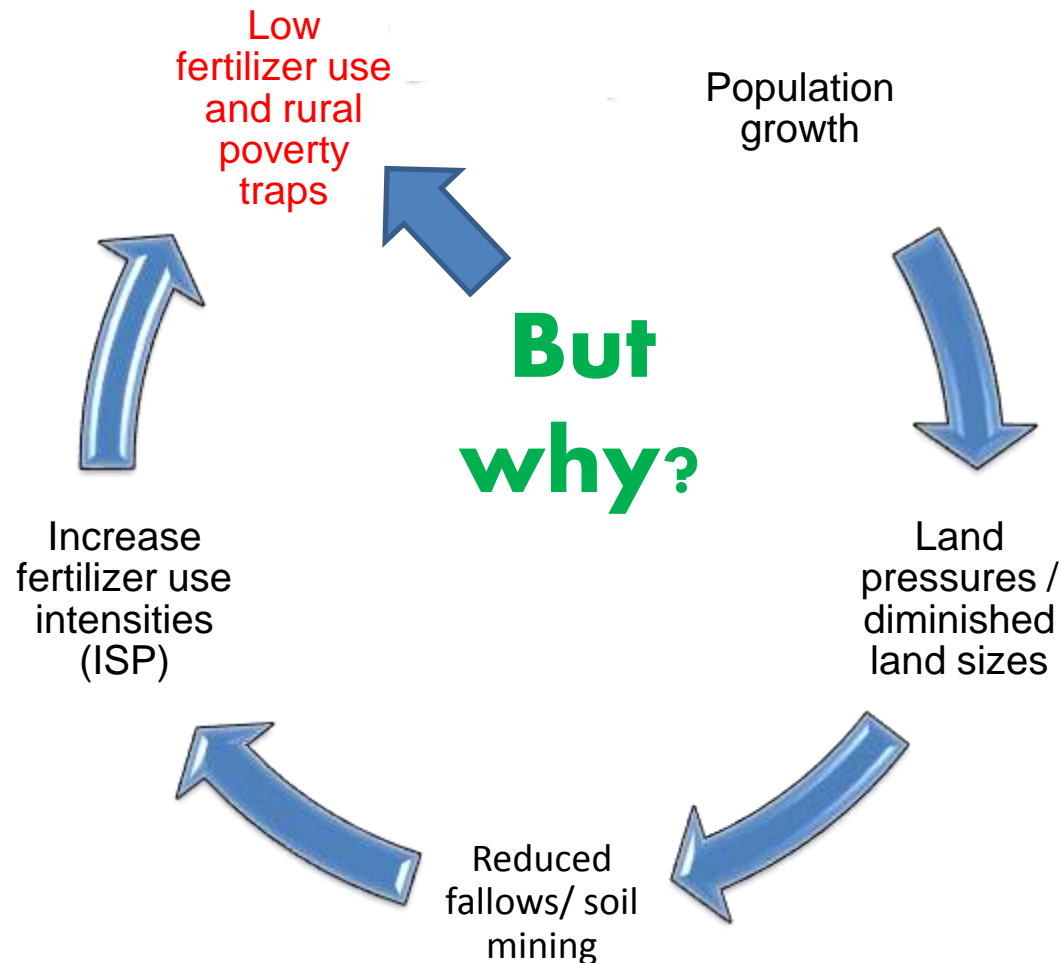 Low
fertilizer use
and rural
poverty
traps
Population
growth
But
why?
Land
pressures /
diminished
land sizes
Reduced
fallows/ soil
mining
Increase
fertilizer use
intensities
(ISP)